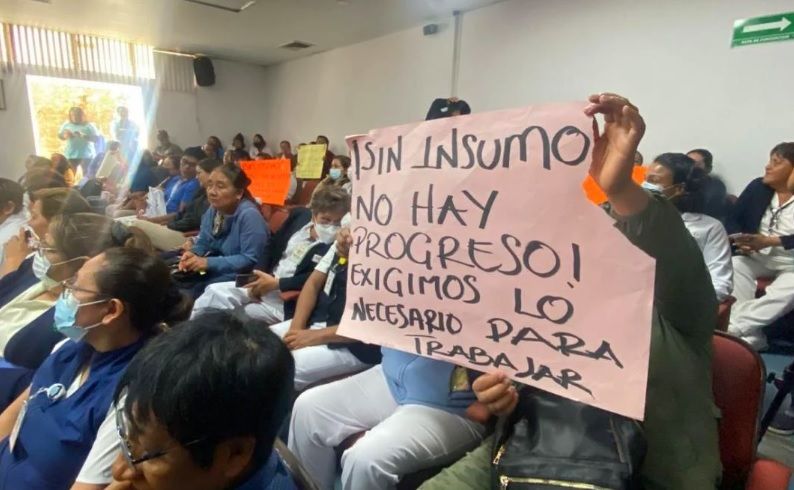 ¡SIN INSUMO
NO HAY
PROGRESO!
EXIGIMOS LO
NECESARIO PARA
TRABAJAR